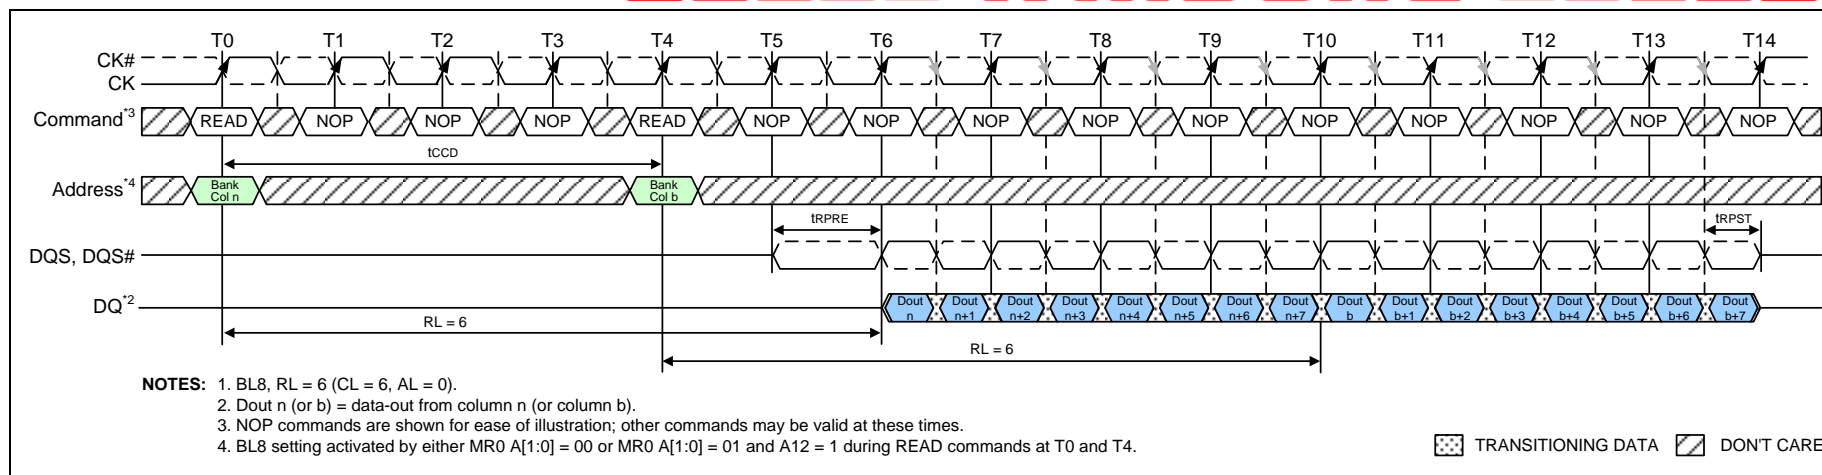 T0 T1 T2 T3 T4 T5 T6 T7 T8 T9 T10 T11 T12 T13 T14
CK#
CK
Command*3 READ NOP NOP NOP READ NOP NOP NOP NOP NOP NOP NOP NOP NOP NOP
tCCD
Address*4 Bank Col n Bank Col b
tRPRE tRPST
DQS, DQS#
DQ*2 Dout n Dout n+1 Dout n+2 Dout n+3 Dout n+4 Dout n+5 Dout n+6 Dout n+7 Dout b Dout b+1 Dout b+2 Dout b+3 Dout b+4 Dout b+5 Dout b+6 Dout b+7
RL = 6
RL = 6
NOTES: 1. BL8, RL = 6 (CL = 6, AL = 0).
2. Dout n (or b) = data-out from column n (or column b).
3. NOP commands are shown for ease of illustration; other commands may be valid at these times.
4. BL8 setting activated by either MR0 A[1:0] = 00 or MR0 A[1:0] = 01 and A12 = 1 during READ commands at T0 and T4.
TRANSITIONING DATA DON'T CARE